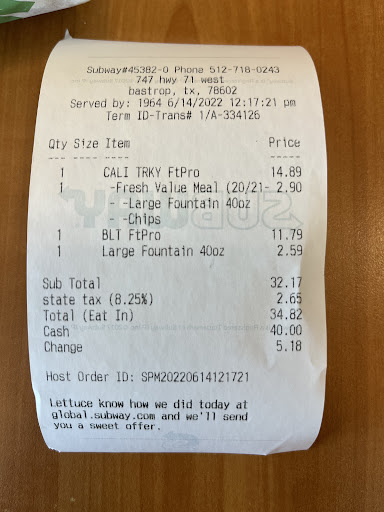 Subway#45382-0 Phone 512-718-0243
747 hwy 71 west
bastrop, tx, 78602
Served by: 1964 6/14/2022 12:17:21 pm
Term ID-Trans# 1/A-334126
Qty Size Item Price
--- ---- ---- -----
1 CALI TRKY FtPro 14.89
1 -Fresh Value Meal (20/21- 2.90
- -Large Fountain 40oz
- -Chips
1 BLT FtPro 11.79
1 Large Fountain 40oz 2.59
Sub Total 32.17
state tax (8.25%) 2.65
Total (Eat In) 34.82
Cash 40.00
Change 5.18
Host Order ID: SPM20220614121721
Lettuce know how we did today at
global.subway.com and we'll send
you a sweet offer.